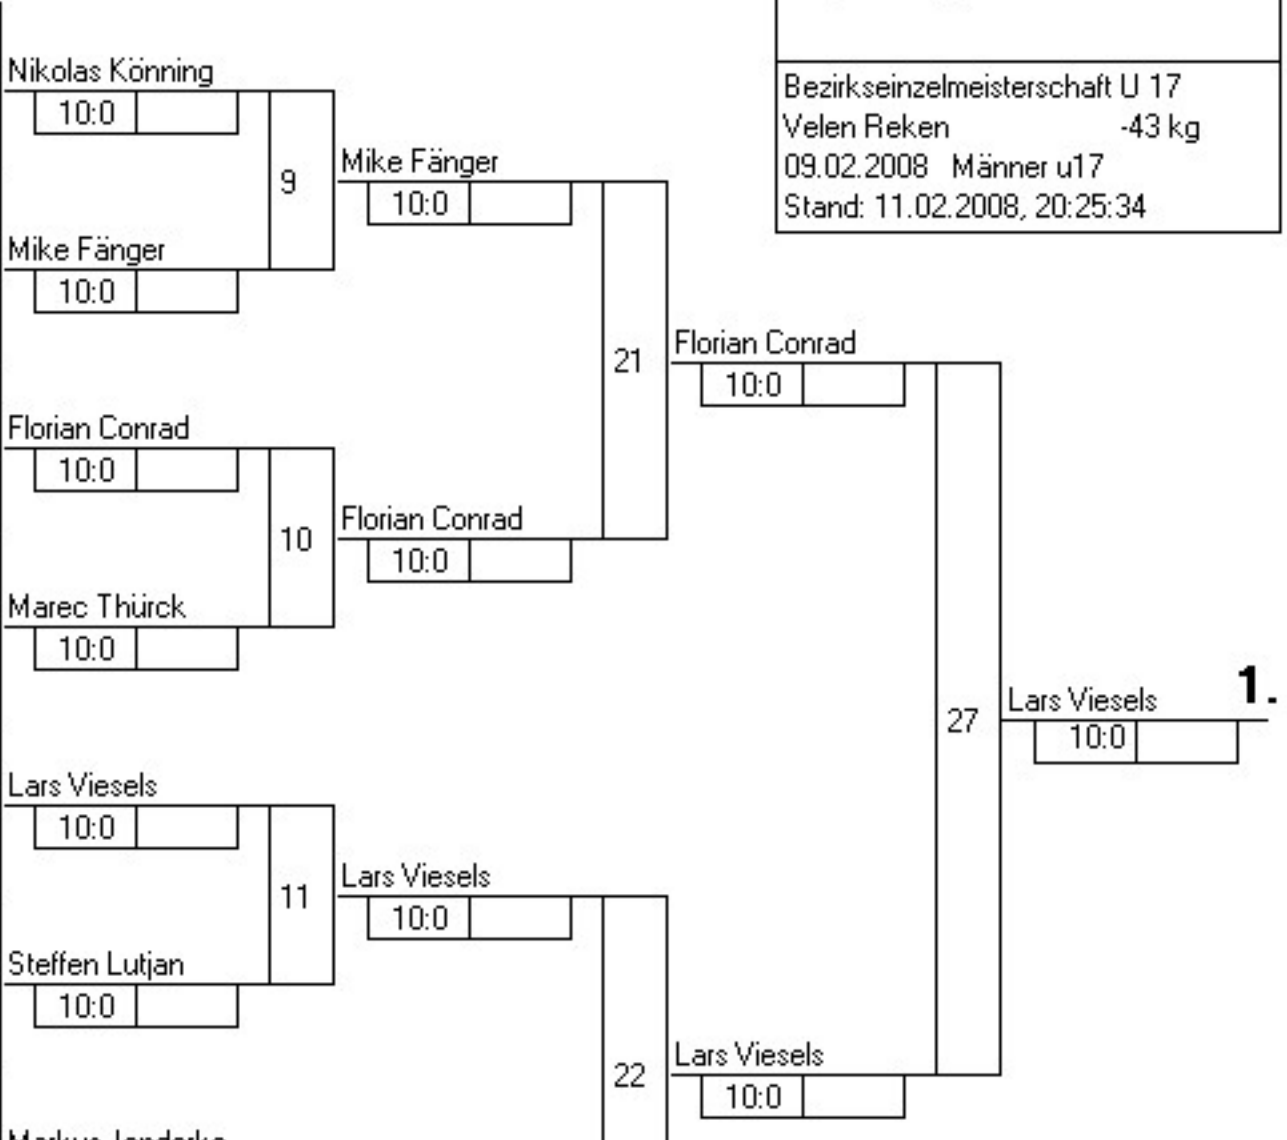 Bezirkseinzelmeisterschaft U 17
Velen Reken -43 kg
09.02.2008 Männer u17
Stand: 11.02.2008, 20:25:34
Nikolas Könning
10:0
9
Mike Fänger
10:0
Mike Fänger
10:0
21
Florian Conrad
10:0
Florian Conrad
10:0
10
Florian Conrad
10:0
Marec Thürck
10:0
27
Lars Viesels
1.
10:0
Lars Viesels
10:0
11
Lars Viesels
10:0
Steffen Lutjan
10:0
22
Lars Viesels
10:0